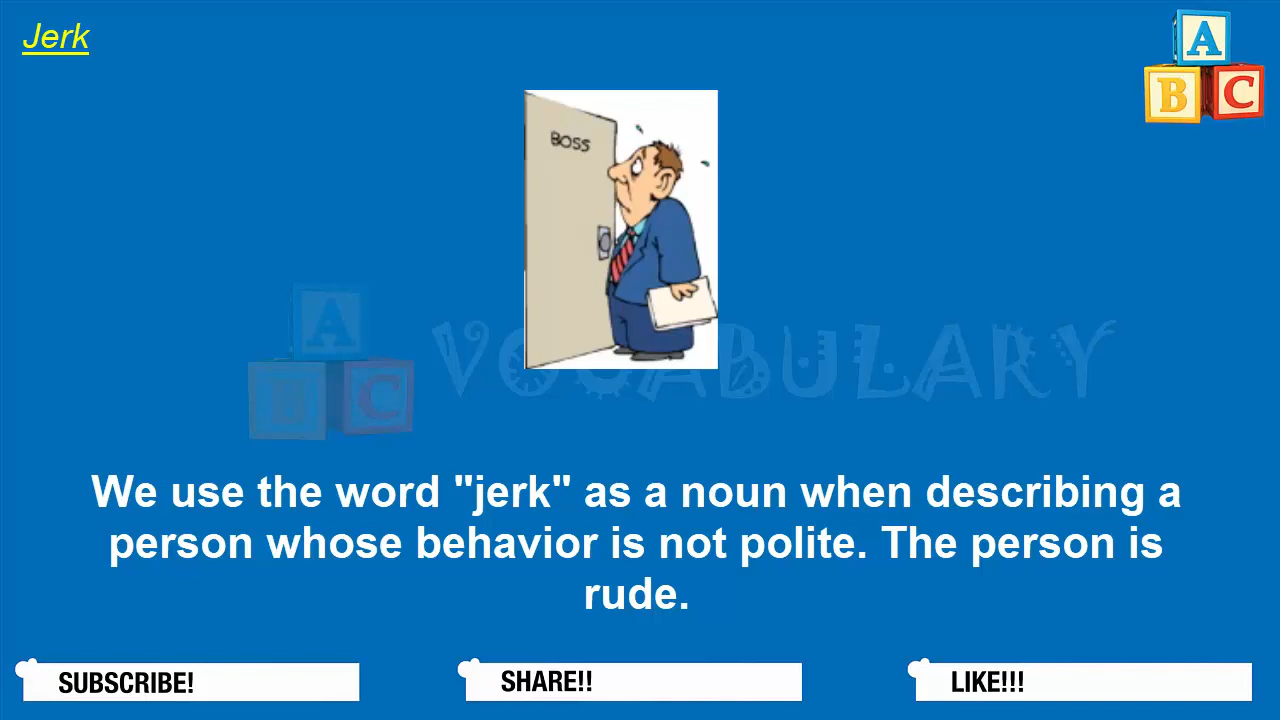 Jerk
A
B C
BOSS
A
B C
VOCABULARY
We use the word "jerk" as a noun when describing a
person whose behavior is not polite. The person is
rude.
SUBSCRIBE!
SHARE!!
LIKE!!!